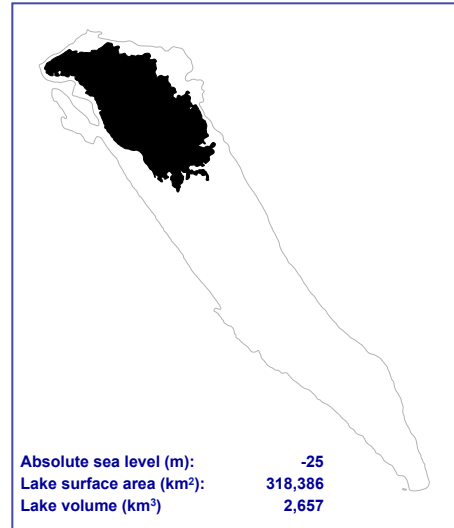 Absolute sea level (m): -25
Lake surface area (km²): 318,386
Lake volume (km³) 2,657